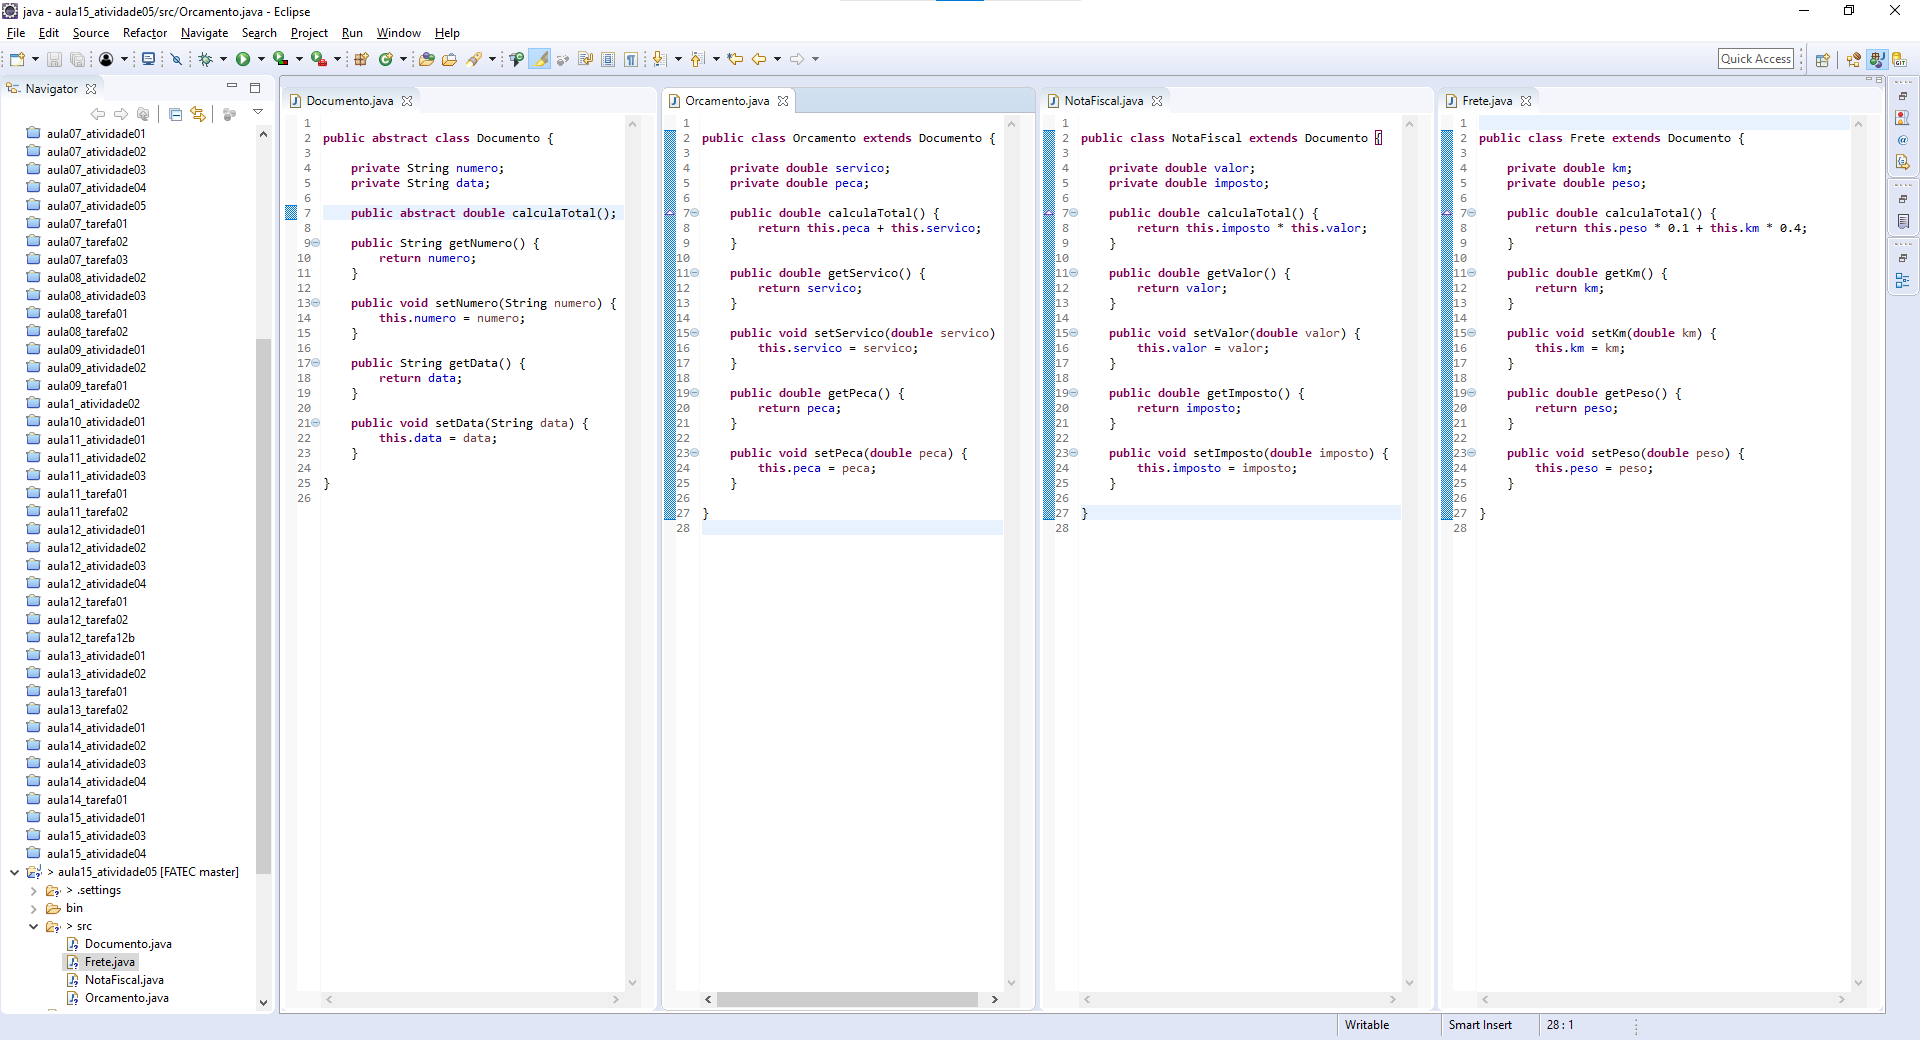 java - aula15_atividade05/src/Orcamento.java - Eclipse
File Edit Source Refactor Navigate Search Project Run Window Help
Quick Access
Navigator
aula07_atividade01
aula07_atividade02
aula07_atividade03
aula07_atividade04
aula07_atividade05
aula07_tarefa01
aula07_tarefa02
aula07_tarefa03
aula08_atividade02
aula08_atividade03
aula08_tarefa01
aula08_tarefa02
aula09_atividade01
aula09_atividade02
aula09_tarefa01
aula1_atividade02
aula10_atividade01
aula11_atividade01
aula11_atividade02
aula11_atividade03
aula11_tarefa01
aula11_tarefa02
aula12_atividade01
aula12_atividade02
aula12_atividade03
aula12_atividade04
aula12_tarefa01
aula12_tarefa02
aula12_tarefa12b
aula13_atividade01
aula13_atividade02
aula13_tarefa01
aula13_tarefa02
aula14_atividade01
aula14_atividade02
aula14_atividade03
aula14_atividade04
aula14_tarefa01
aula15_atividade01
aula15_atividade03
aula15_atividade04
> aula15_atividade05 [FATEC master]
> .settings
bin
> src
Documento.java
Frete.java
NotaFiscal.java
Orcamento.java
Documento.java
1
2 public abstract class Documento {
3
4 private String numero;
5 private String data;
6
7 public abstract double calculaTotal();
8
9 public String getNumero() {
10 return numero;
11 }
12
13 public void setNumero(String numero) {
14 this.numero = numero;
15 }
16
17 public String getData() {
18 return data;
19 }
20
21 public void setData(String data) {
22 this.data = data;
23 }
24
25 }
26
Orcamento.java
1
2 public class Orcamento extends Documento {
3
4 private double servico;
5 private double peca;
6
7 public double calculaTotal() {
8 return this.peca + this.servico;
9 }
10
11 public double getServico() {
12 return servico;
13 }
14
15 public void setServico(double servico)
16 this.servico = servico;
17 }
18
19 public double getPeca() {
20 return peca;
21 }
22
23 public void setPeca(double peca) {
24 this.peca = peca;
25 }
26
27 }
28
NotaFiscal.java
1
2 public class NotaFiscal extends Documento {
3
4 private double valor;
5 private double imposto;
6
7 public double calculaTotal() {
8 return this.imposto * this.valor;
9 }
10
11 public double getValor() {
12 return valor;
13 }
14
15 public void setValor(double valor) {
16 this.valor = valor;
17 }
18
19 public double getImposto() {
20 return imposto;
21 }
22
23 public void setImposto(double imposto) {
24 this.imposto = imposto;
25 }
26
27 }
28
Frete.java
1
2 public class Frete extends Documento {
3
4 private double km;
5 private double peso;
6
7 public double calculaTotal() {
8 return this.peso * 0.1 + this.km * 0.4;
9 }
10
11 public double getKm() {
12 return km;
13 }
14
15 public void setKm(double km) {
16 this.km = km;
17 }
18
19 public double getPeso() {
20 return peso;
21 }
22
23 public void setPeso(double peso) {
24 this.peso = peso;
25 }
26
27 }
28
Writable Smart Insert 28 : 1